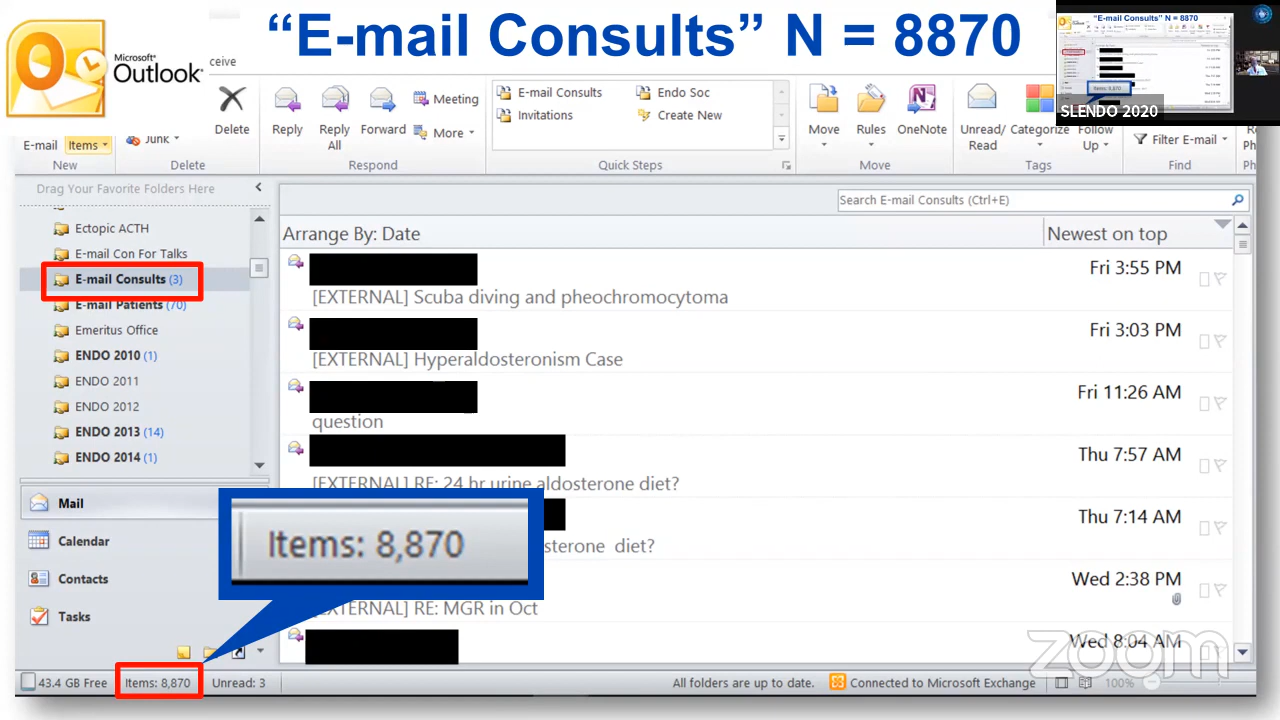 “E-mail Consults” N = 8870
“E-mail Consults” N = 8870
SLENDO 2020
Microsoft®
Outlook
ceive
Delete
Reply
Reply All
Forward
Meeting
More
E-mail Consults
Invitations
Endo Soc
Create New
Move
Rules
OneNote
Unread/ Read
Categorize
Follow Up
Filter E-mail
E-mail
Items
Junk
New
Delete
Respond
Quick Steps
Move
Tags
Find
Drag Your Favorite Folders Here
Ectopic ACTH
E-mail Con For Talks
E-mail Consults (3)
E-mail Patients (70)
Emeritus Office
ENDO 2010 (1)
ENDO 2011
ENDO 2012
ENDO 2013 (14)
ENDO 2014 (1)
Mail
Calendar
Contacts
Tasks
Search E-mail Consults (Ctrl+E)
Arrange By: Date
Newest on top
Fri 3:55 PM
[EXTERNAL] Scuba diving and pheochromocytoma
Fri 3:03 PM
[EXTERNAL] Hyperaldosteronism Case
Fri 11:26 AM
question
Thu 7:57 AM
[EXTERNAL] RE: 24 hr urine aldosterone diet?
Thu 7:14 AM
sterone diet?
Wed 2:38 PM
EXTERNAL] RE: MGR in Oct
Wed 8:04 AM
Items: 8,870
zoom
43.4 GB Free
Items: 8,870
Unread: 3
All folders are up to date.
Connected to Microsoft Exchange
100%